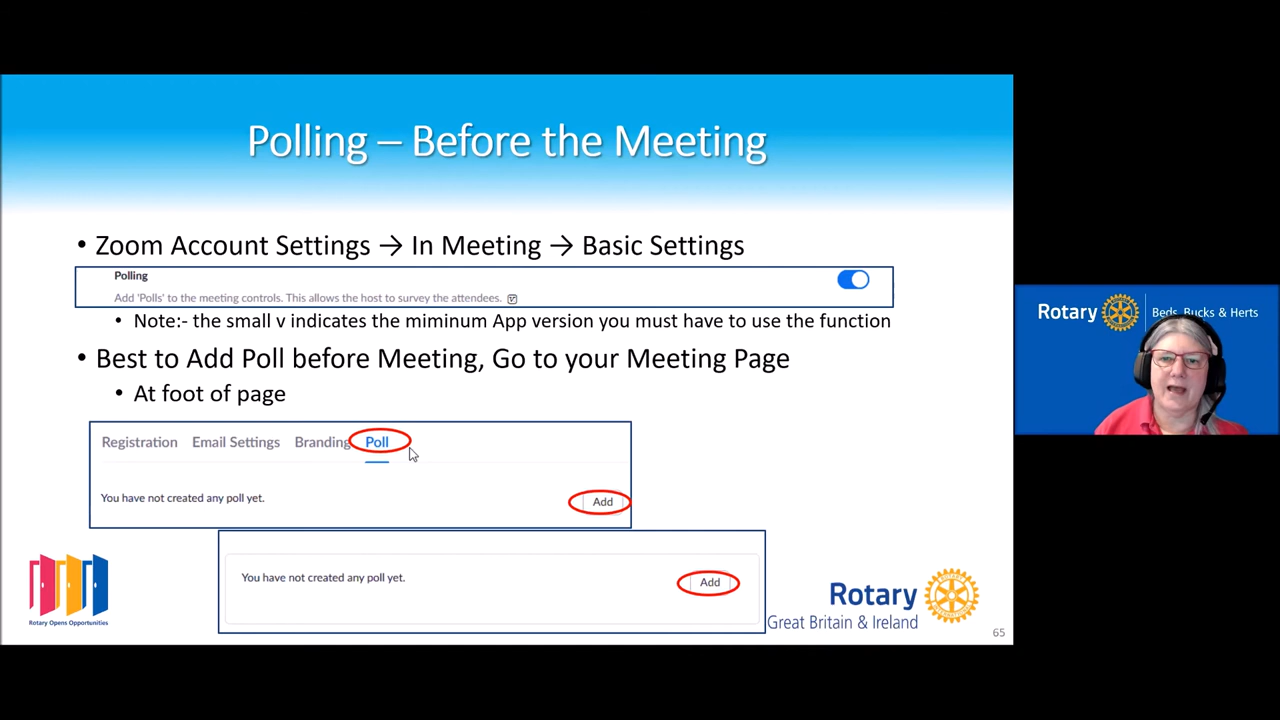 Polling – Before the Meeting
• Zoom Account Settings → In Meeting → Basic Settings
Polling
Add 'Polls' to the meeting controls. This allows the host to survey the attendees.
• Note:- the small v indicates the miminum App version you must have to use the function
• Best to Add Poll before Meeting, Go to your Meeting Page
• At foot of page
Registration Email Settings Branding Poll
You have not created any poll yet. Add
You have not created any poll yet. Add
Rotary Opens Opportunities
Rotary
Great Britain & Ireland
65
Rotary Beds, Bucks & Herts